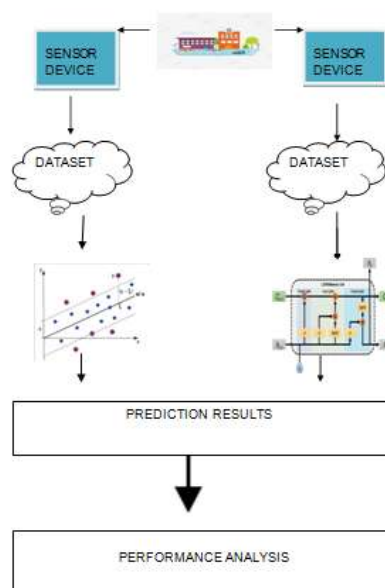 SENSOR
DEVICE
SENSOR
DEVICE
DATASET
DATASET
PREDICTION RESULTS
PERFORMANCE ANALYSIS